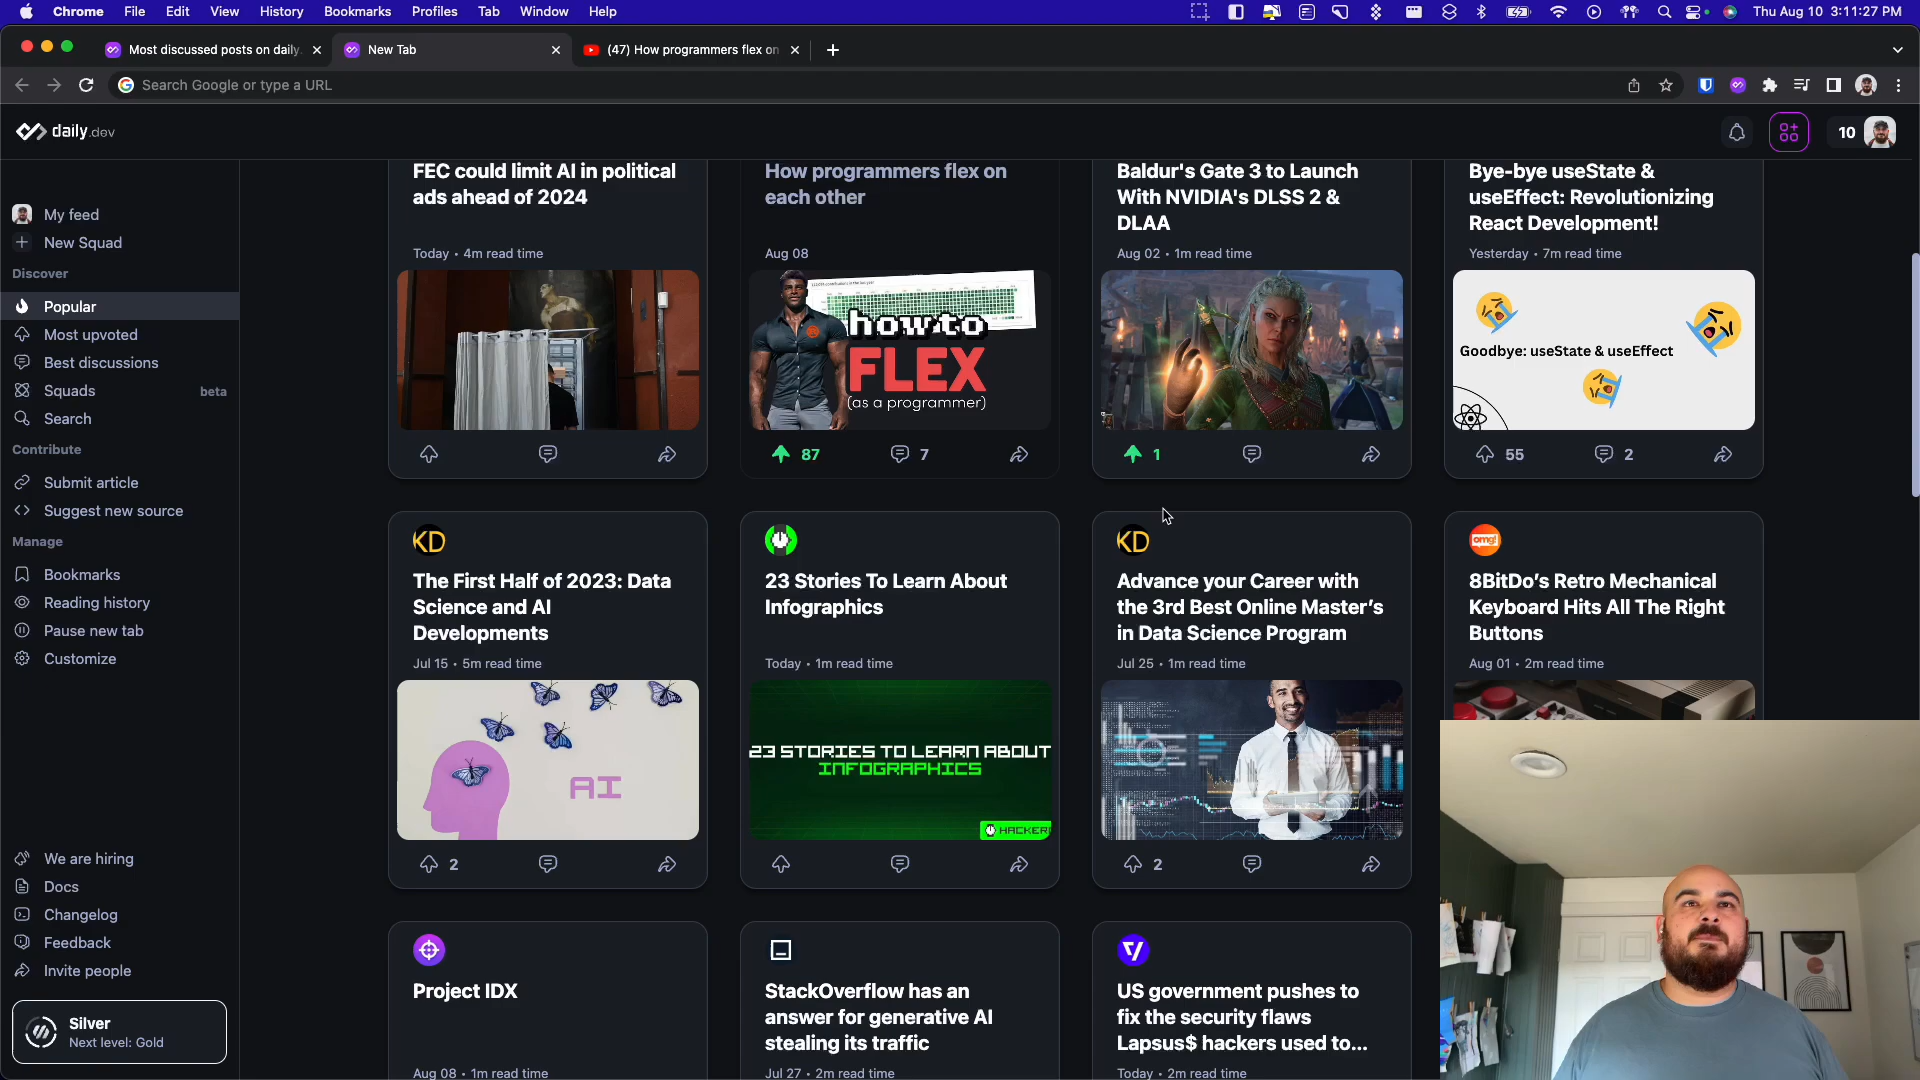 Chrome File Edit View History Bookmarks Profiles Tab Window Help Thu Aug 10 3:11:27 PM
Most discussed posts on daily. New Tab (47) How programmers flex on
Search Google or type a URL
daily.dev 10
My feed
New Squad
Discover
Popular
Most upvoted
Best discussions
Squads beta
Search
Contribute
Submit article
Suggest new source
Manage
Bookmarks
Reading history
Pause new tab
Customize
We are hiring
Docs
Changelog
Feedback
Invite people
Silver
Next level: Gold
FEC could limit AI in political
ads ahead of 2024
Today • 4m read time
How programmers flex on
each other
Aug 08
how to
FLEX
(as a programmer)
87 7
Baldur's Gate 3 to Launch
With NVIDIA's DLSS 2 &
DLAA
Aug 02 • 1m read time
1
Bye-bye useState &
useEffect: Revolutionizing
React Development!
Yesterday • 7m read time
Goodbye: useState & useEffect
55 2
KD
The First Half of 2023: Data
Science and AI
Developments
Jul 15 • 5m read time
AI
2
23 Stories To Learn About
Infographics
Today • 1m read time
23 STORIES TO LEARN ABOUT
INFOGRAPHICS
KD
Advance your Career with
the 3rd Best Online Master's
in Data Science Program
Jul 25 • 1m read time
2
omg!
8BitDo's Retro Mechanical
Keyboard Hits All The Right
Buttons
Aug 01 • 2m read time
Project IDX
Aug 08 • 1m read time
StackOverflow has an
answer for generative AI
stealing its traffic
Jul 27 • 2m read time
US government pushes to
fix the security flaws
Lapsus$ hackers used to...
Today • 2m read time